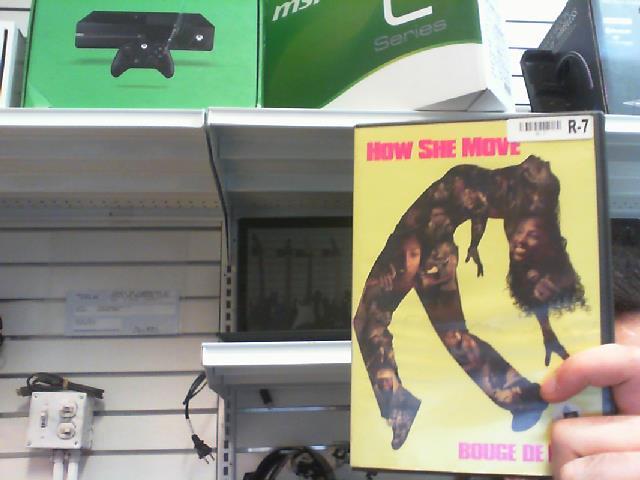 msi
C
Series
R-7
HOW SHE MOVE
BOUGE DE